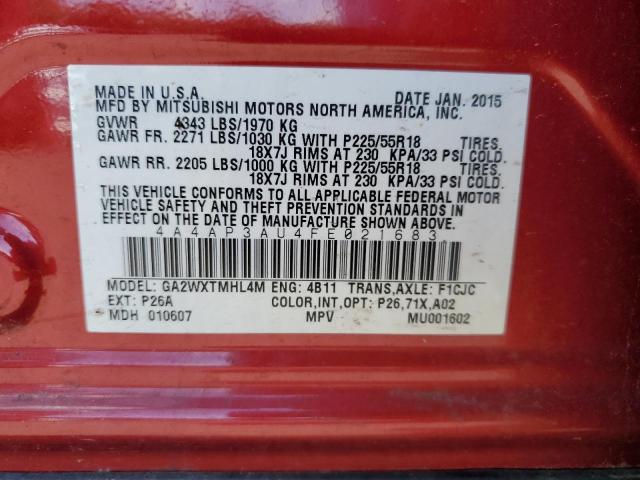 MADE IN U.S.A. DATE JAN. 2015
MFD BY MITSUBISHI MOTORS NORTH AMERICA, INC.
GVWR 4343 LBS/1970 KG
GAWR FR. 2271 LBS/1030 KG WITH P225/55R18 TIRES.
18X7J RIMS AT 230 KPA/33 PSI COLD.
GAWR RR. 2205 LBS/1000 KG WITH P225/55R18 TIRES.
18X7J RIMS AT 230 KPA/33 PSI COLD.
THIS VEHICLE CONFORMS TO ALL APPLICABLE FEDERAL MOTOR
VEHICLE SAFETY AND THEFT PREVENTION STANDARDS IN
EFFECT ON THE DATE OF MANUFACTURE SHOWN ABOVE.
4A4AP3AU4FE021683
MODEL: GA2WXTMHL4M ENG: 4B11 TRANS,AXLE: F1CJC
EXT: P26A COLOR,INT,OPT: P26,71X,A02
MDH 010607 MPV MU001602